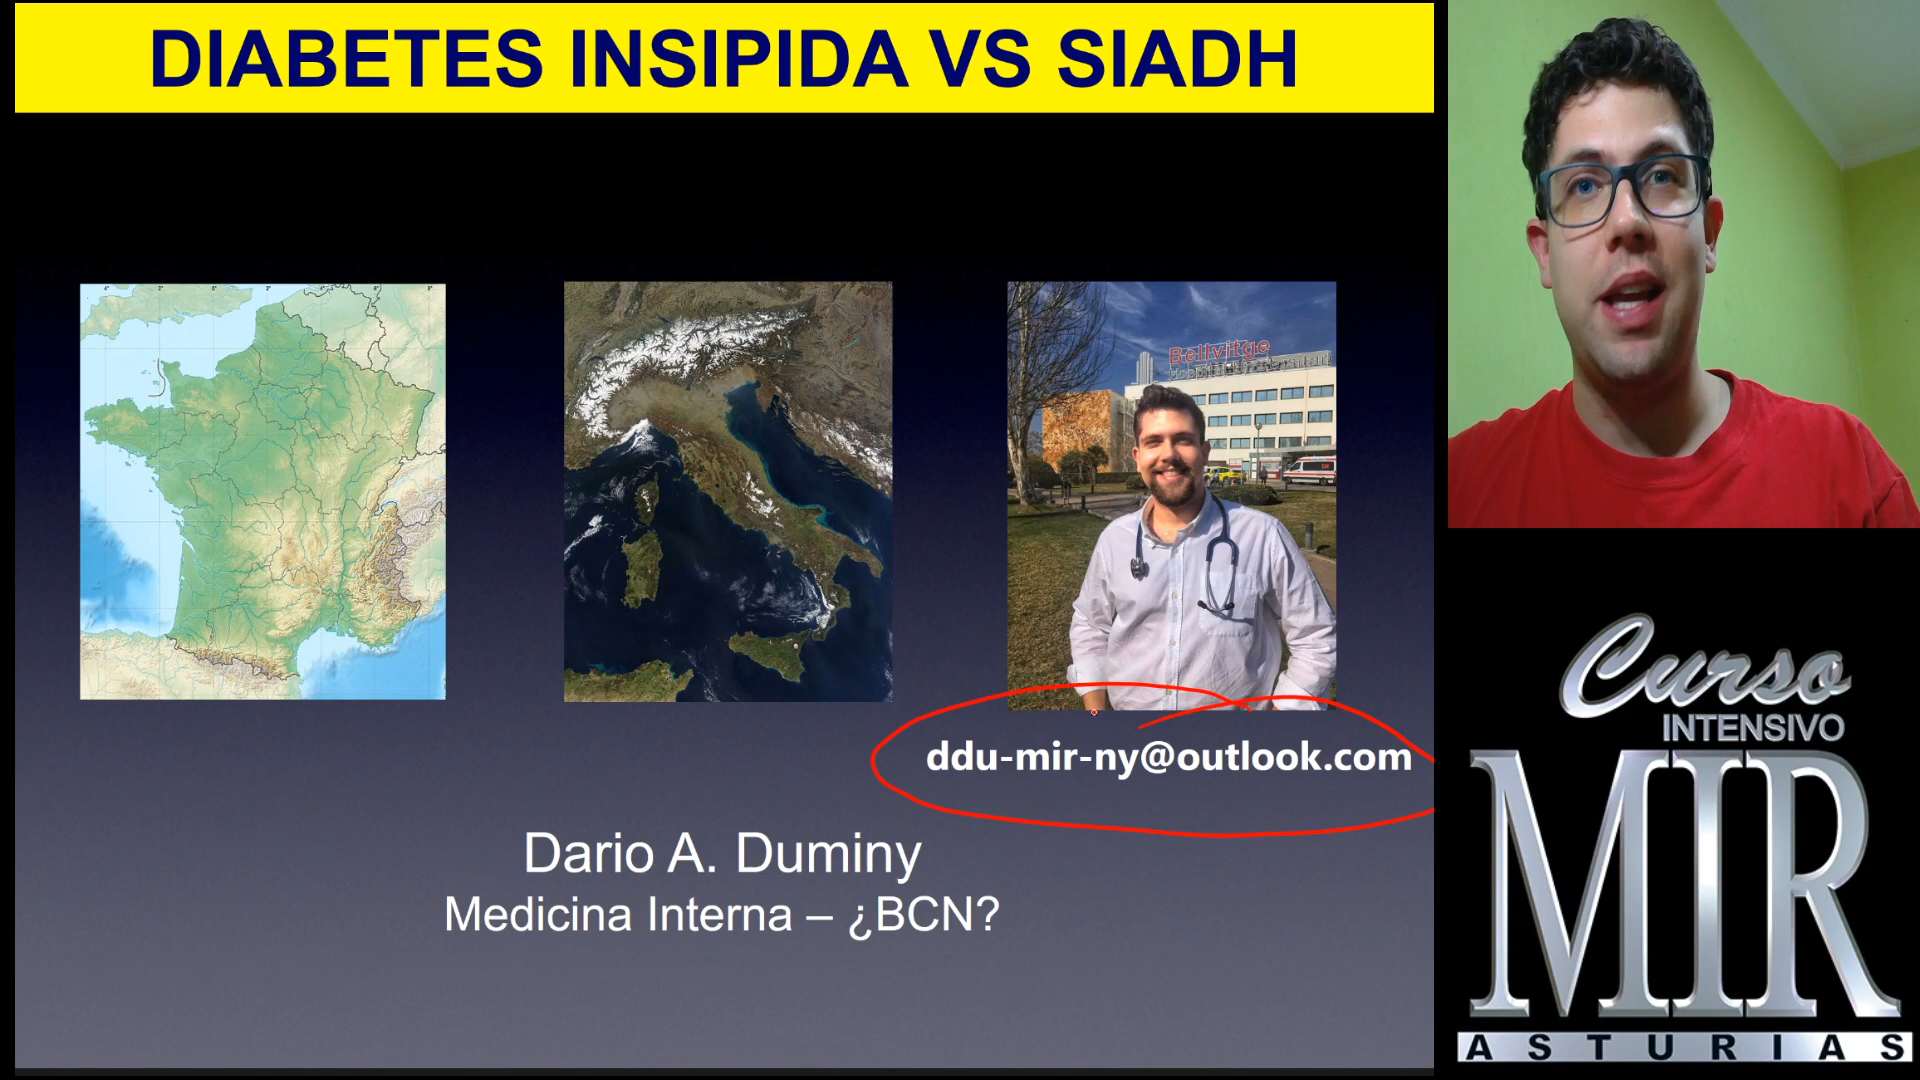 DIABETES INSIPIDA VS SIADH
Bellvitge
ddu-mir-ny@outlook.com
Dario A. Duminy
Medicina Interna – ¿BCN?
Curso
INTENSIVO
MIR
ASTURIAS